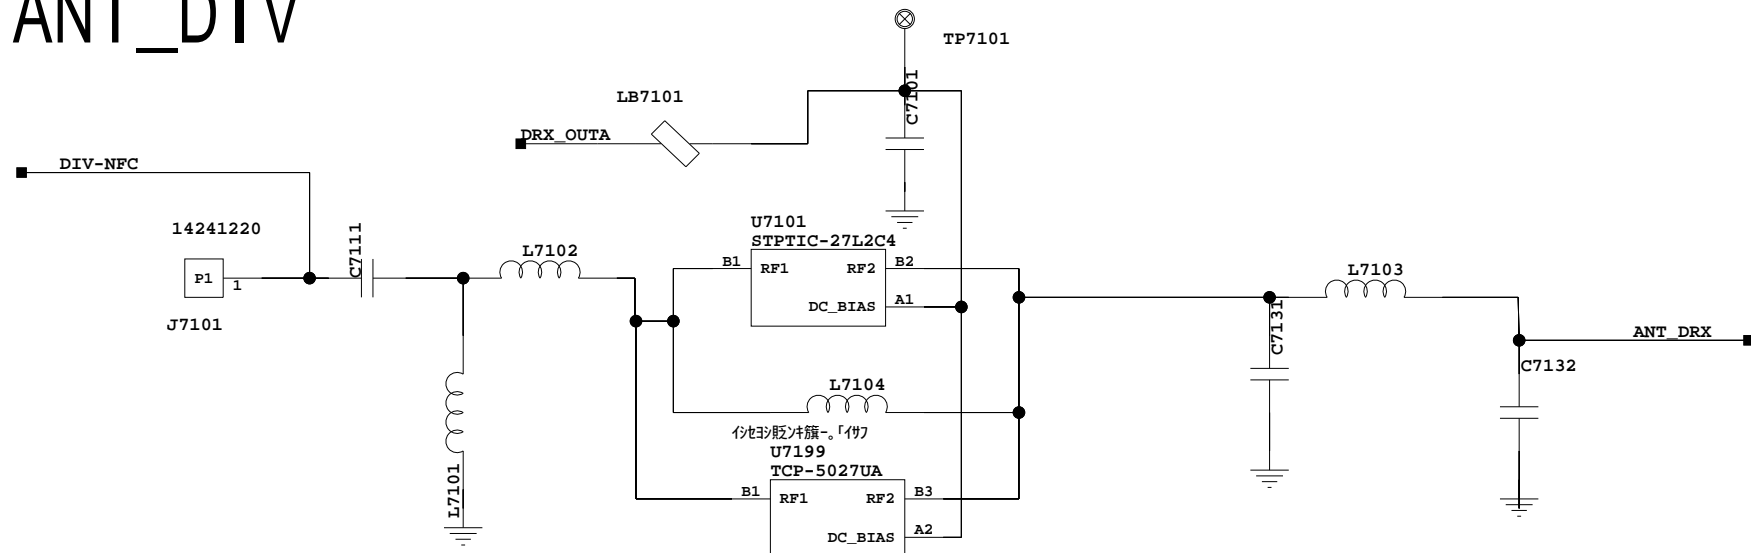 ANT_DIV
TP7101
C7101
LB7101
DRX_OUTA
DIV-NFC
14241220
P1
1
J7101
C7111
L7102
L7101
U7101
STPTIC-27L2C4
B1
RF1
RF2
B2
DC_BIAS
A1
L7104
U7199
TCP-5027UA
B1
RF1
RF2
B3
DC_BIAS
A2
C7131
L7103
C7132
ANT_DRX